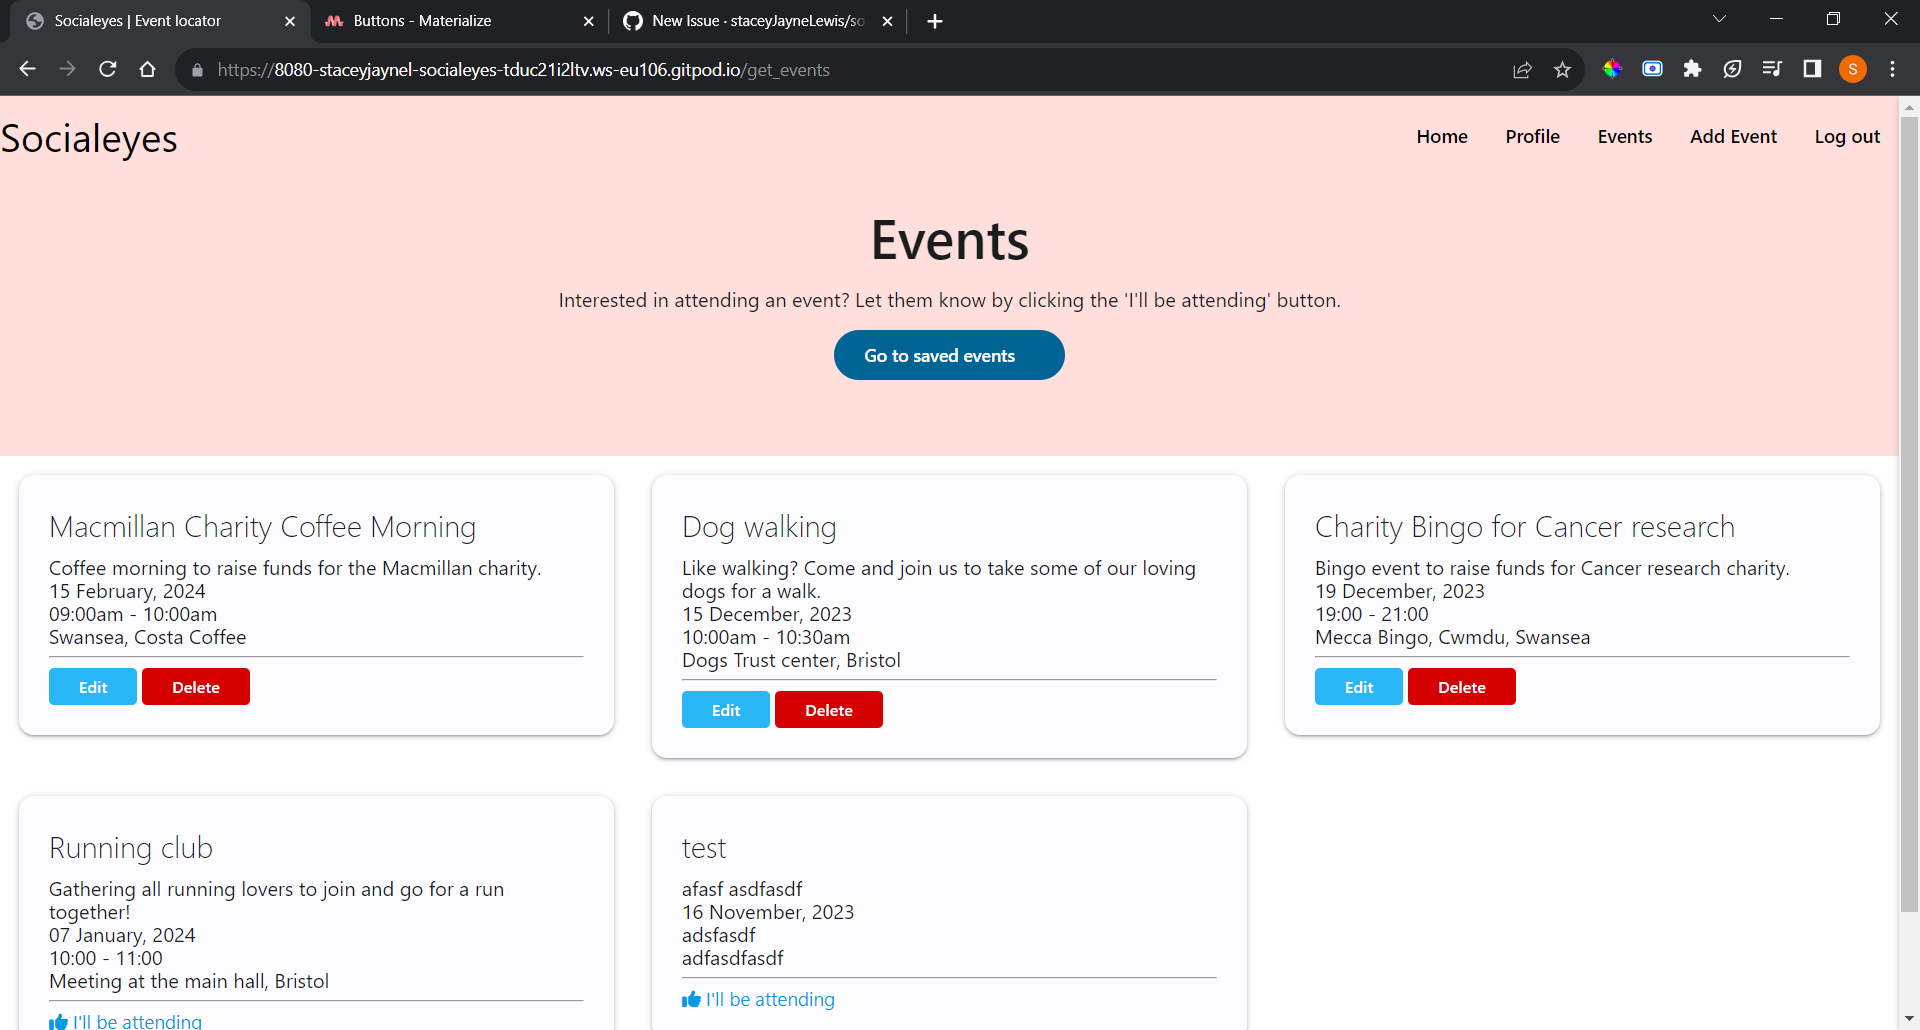 Socialeyes | Event locator
Buttons - Materialize
New Issue · staceyJayneLewis/so
https://8080-staceyjaynel-socialeyes-tduc21i2ltv.ws-eu106.gitpod.io/get_events
S
Socialeyes
Home Profile Events Add Event Log out
Events
Interested in attending an event? Let them know by clicking the 'I'll be attending' button.
Go to saved events
Macmillan Charity Coffee Morning
Coffee morning to raise funds for the Macmillan charity.
15 February, 2024
09:00am - 10:00am
Swansea, Costa Coffee
Edit Delete
Dog walking
Like walking? Come and join us to take some of our loving
dogs for a walk.
15 December, 2023
10:00am - 10:30am
Dogs Trust center, Bristol
Edit Delete
Charity Bingo for Cancer research
Bingo event to raise funds for Cancer research charity.
19 December, 2023
19:00 - 21:00
Mecca Bingo, Cwmdu, Swansea
Edit Delete
Running club
Gathering all running lovers to join and go for a run
together!
07 January, 2024
10:00 - 11:00
Meeting at the main hall, Bristol
I'll be attending
test
afasf asdfasdf
16 November, 2023
adsfasdf
adfasdfasdf
I'll be attending